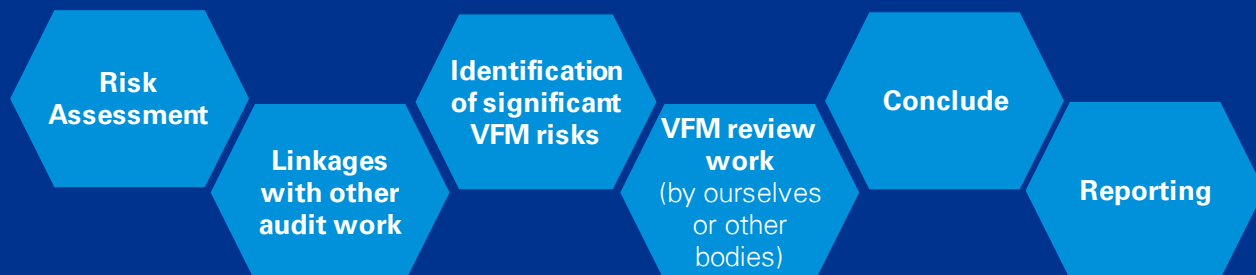 Risk
Assessment
Linkages
with other
audit work
Identification
of significant
VFM risks
VFM review
work
(by ourselves
or other
bodies)
Conclude
Reporting